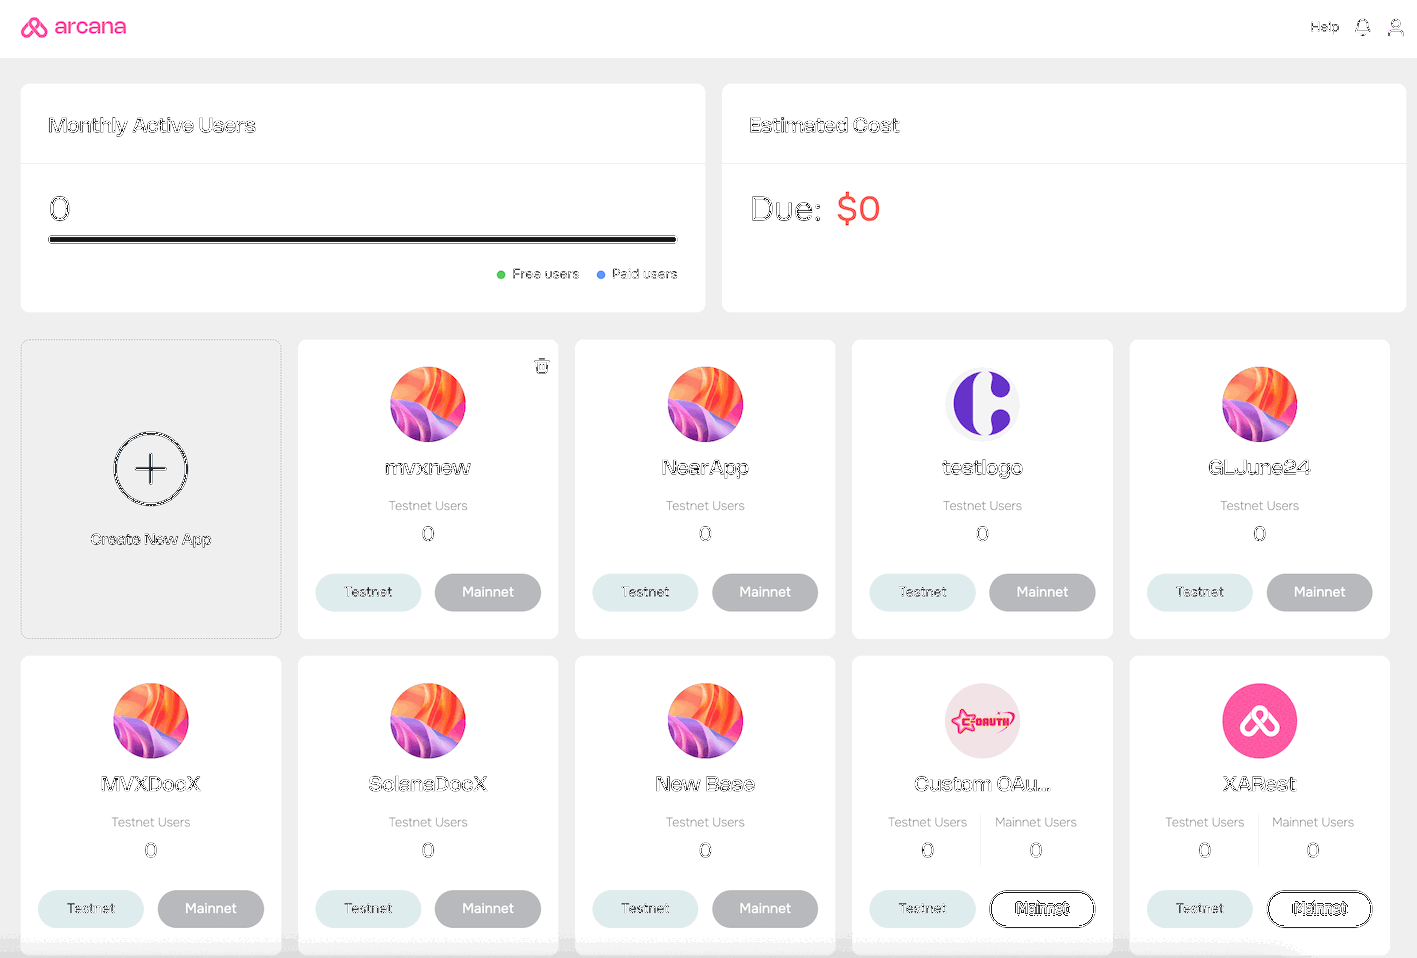 arcana
Help
Monthly Active Users
Estimated Cost
0
Due: $0
Free users
Paid users
Create New App
mvxnew
Testnet Users
0
Testnet
Mainnet
NearApp
Testnet Users
0
Testnet
Mainnet
testlogo
Testnet Users
0
Testnet
Mainnet
GLJune24
Testnet Users
0
Testnet
Mainnet
MVXDocX
Testnet Users
0
Testnet
Mainnet
SolanaDocX
Testnet Users
0
Testnet
Mainnet
New Base
Testnet Users
0
Testnet
Mainnet
C-OAUTH
Custom OAu...
Testnet Users
Mainnet Users
0
0
Testnet
Mainnet
XARest
Testnet Users
Mainnet Users
0
0
Testnet
Mainnet